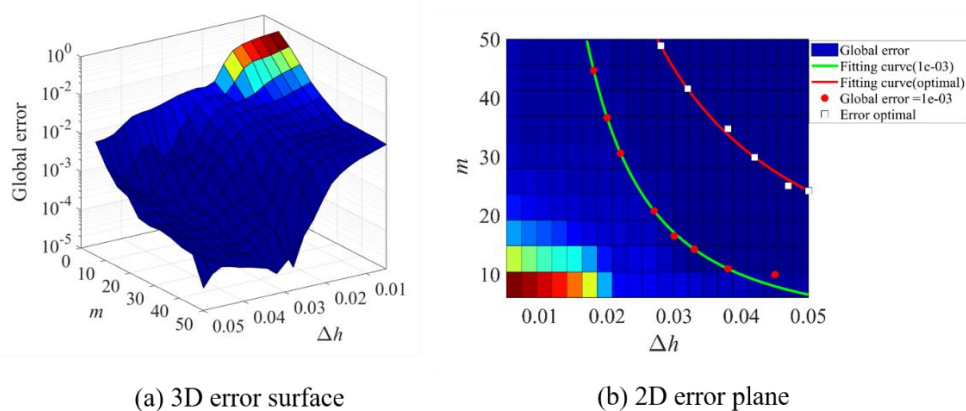 10^0
10^-1
10^-2
10^-3
10^-4
10^-5
Global error
0
10
20
30
40
50
m
0.05
0.04
0.03
0.02
0.01
Δh
(a) 3D error surface
50
40
30
20
10
m
0.01 0.02 0.03 0.04 0.05
Δh
Global error
Fitting curve(1e-03)
Fitting curve(optimal)
Global error =1e-03
Error optimal
(b) 2D error plane